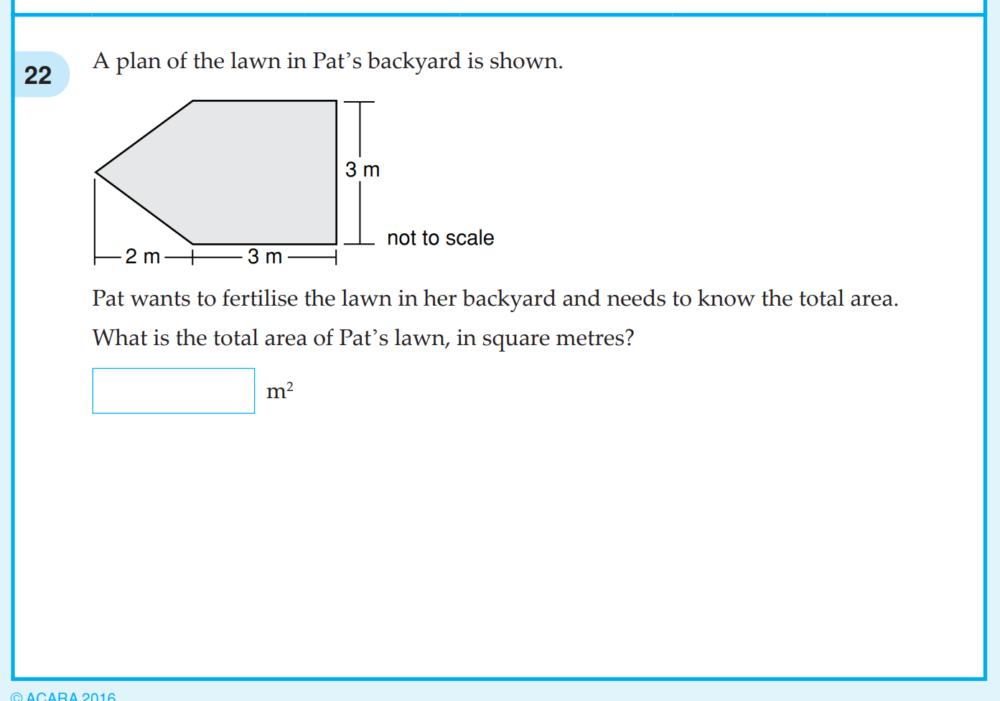 22
A plan of the lawn in Pat’s backyard is shown.
3 m
not to scale
2 m
3 m
Pat wants to fertilise the lawn in her backyard and needs to know the total area.
What is the total area of Pat’s lawn, in square metres?
m²
© ACARA 2016